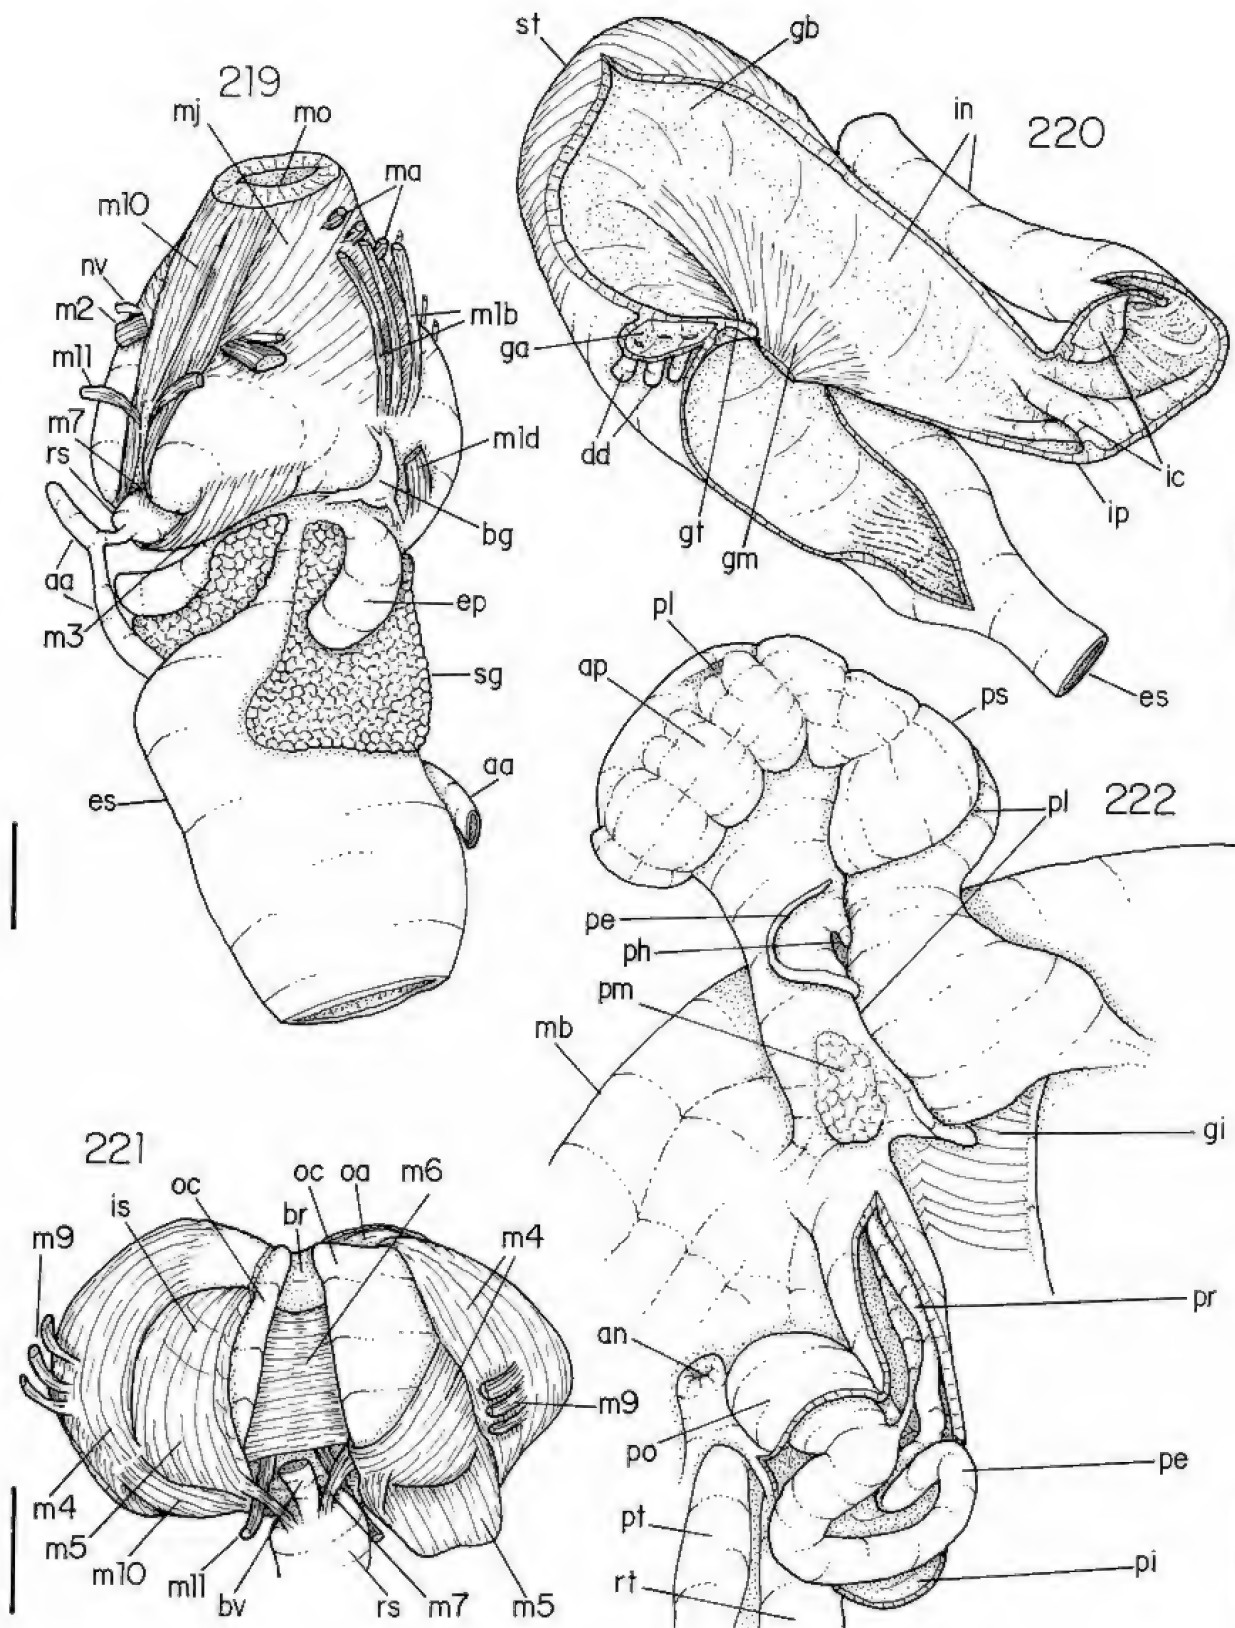 219
mj
mo
ma
m10
nv
m2
m11
m7
rs
aa
m3
es
m1b
m1d
bg
ep
sg
aa
st
gb
in
220
ga
dd
gt
gm
ic
ip
es
pl
ap
ps
pl
222
pe
ph
pm
mb
gi
pr
an
po
pe
pt
rt
pi
221
oc
is
m9
br
oc
oa
m6
m4
m9
m4
m5
m10
m11
bv
rs
m7
m5